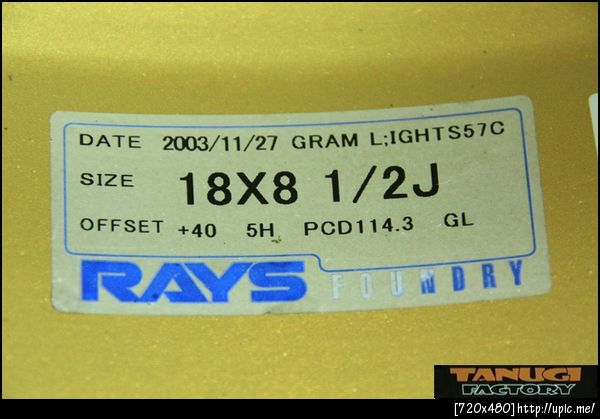 DATE 2003/11/27 GRAM L;IGHTS57C
SIZE 18X8 1/2J
OFFSET +40 5H PCD114.3 GL
RAYS FOUNDRY
TANUGI
FACTORY
[720x480]http://upic.me/